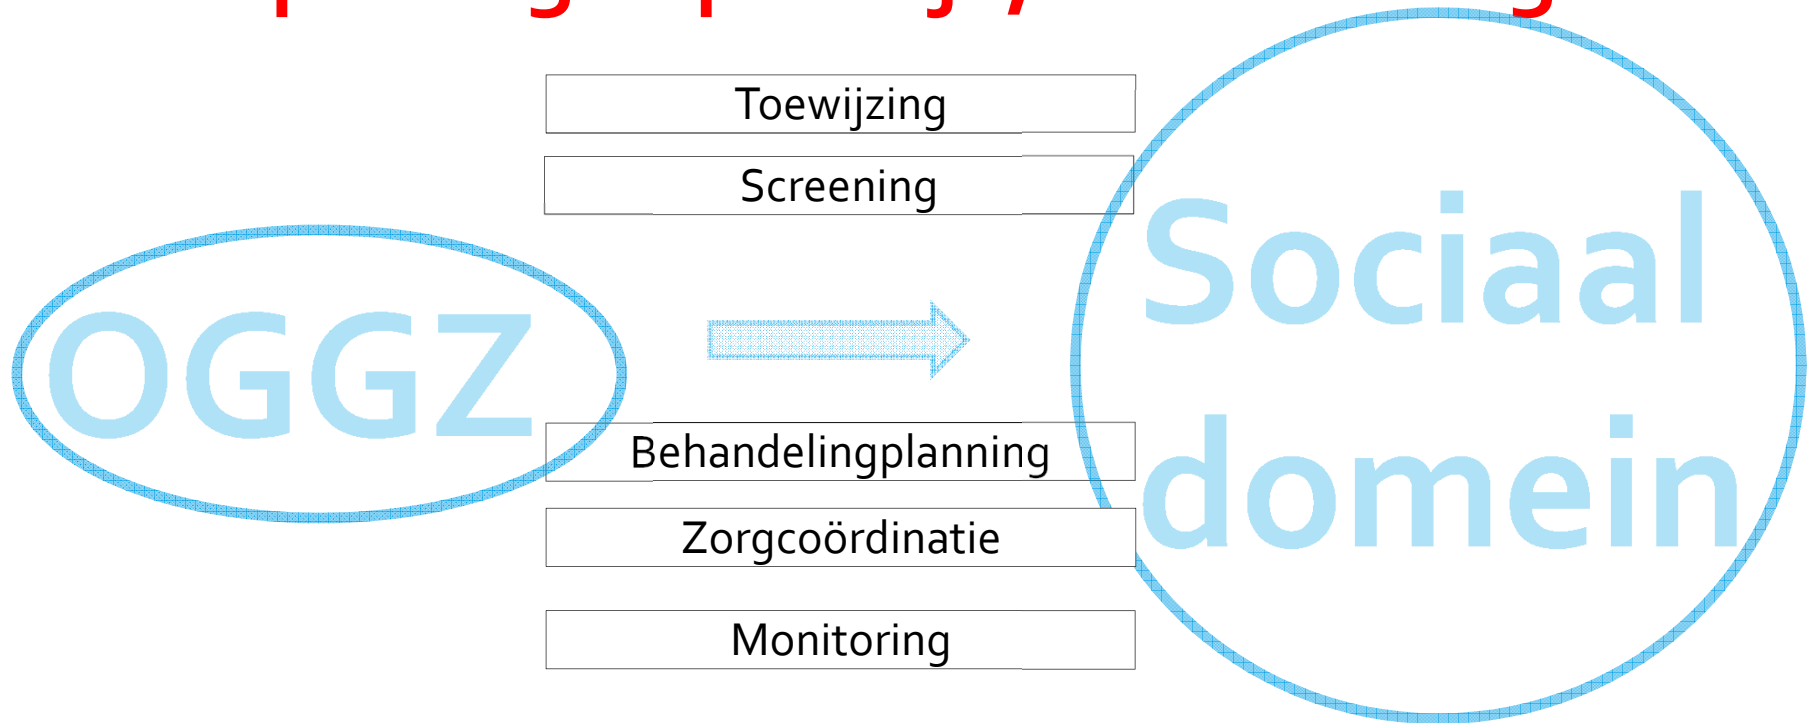 Toewijzing
Screening
OGGZ
Sociaal
domein
Behandelingplanning
Zorgcoördinatie
Monitoring